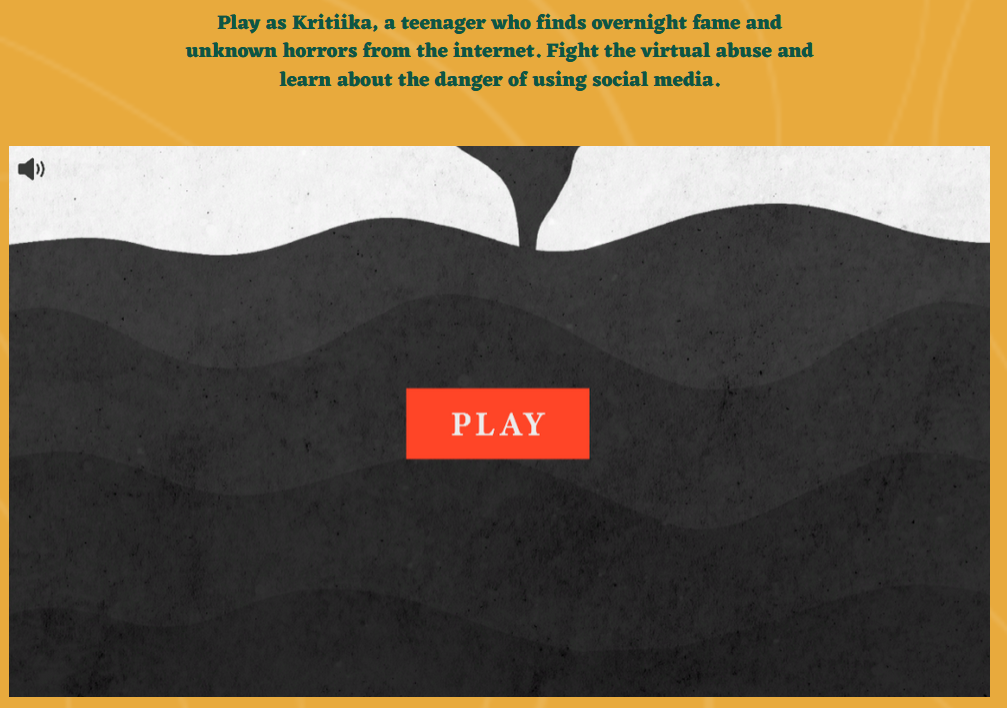 Play as Kritiika, a teenager who finds overnight fame and
unknown horrors from the internet. Fight the virtual abuse and
learn about the danger of using social media.
PLAY